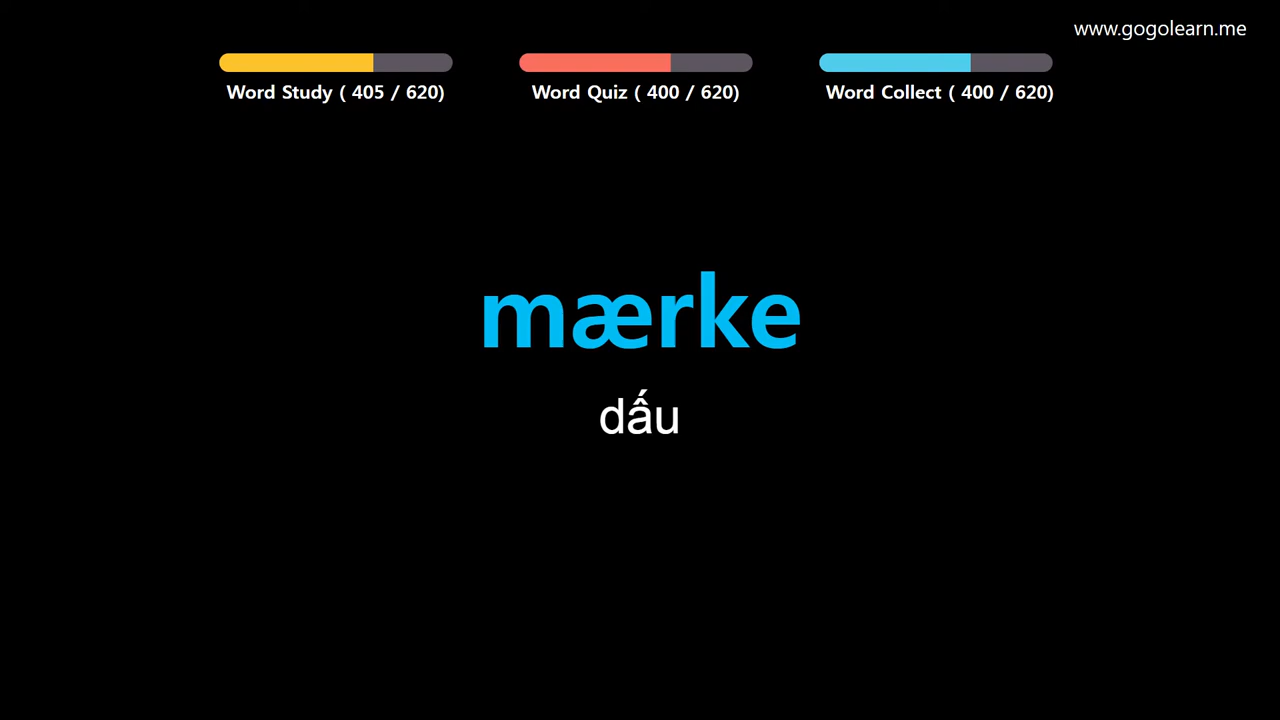 www.gogolearn.me
Word Study ( 405 / 620)
Word Quiz ( 400 / 620)
Word Collect ( 400 / 620)
mærke
dấu